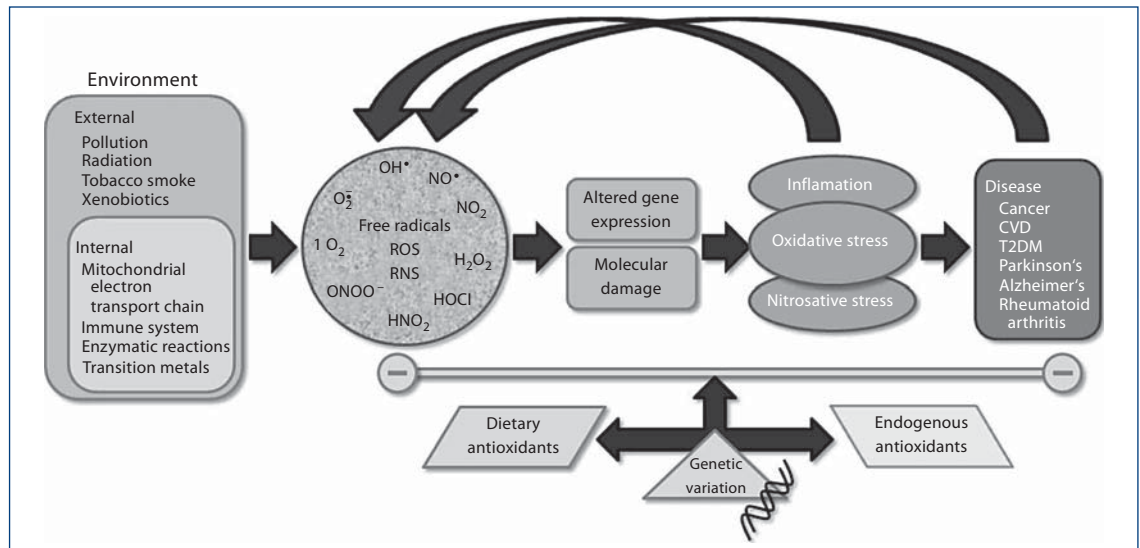 Environment
External
Pollution
Radiation
Tobacco smoke
Xenobiotics
Internal
Mitochondrial
electron
transport chain
Immune system
Enzymatic reactions
Transition metals
OH•
NO•
O₂•̄
NO₂
Free radicals
1 O₂
ROS
H₂O₂
RNS
ONOO⁻
HOCl
HNO₂
Altered gene
expression
Molecular
damage
Inflamation
Oxidative stress
Nitrosative stress
Disease
Cancer
CVD
T2DM
Parkinson's
Alzheimer's
Rheumatoid
arthritis
−
−
Dietary
antioxidants
Genetic
variation
Endogenous
antioxidants